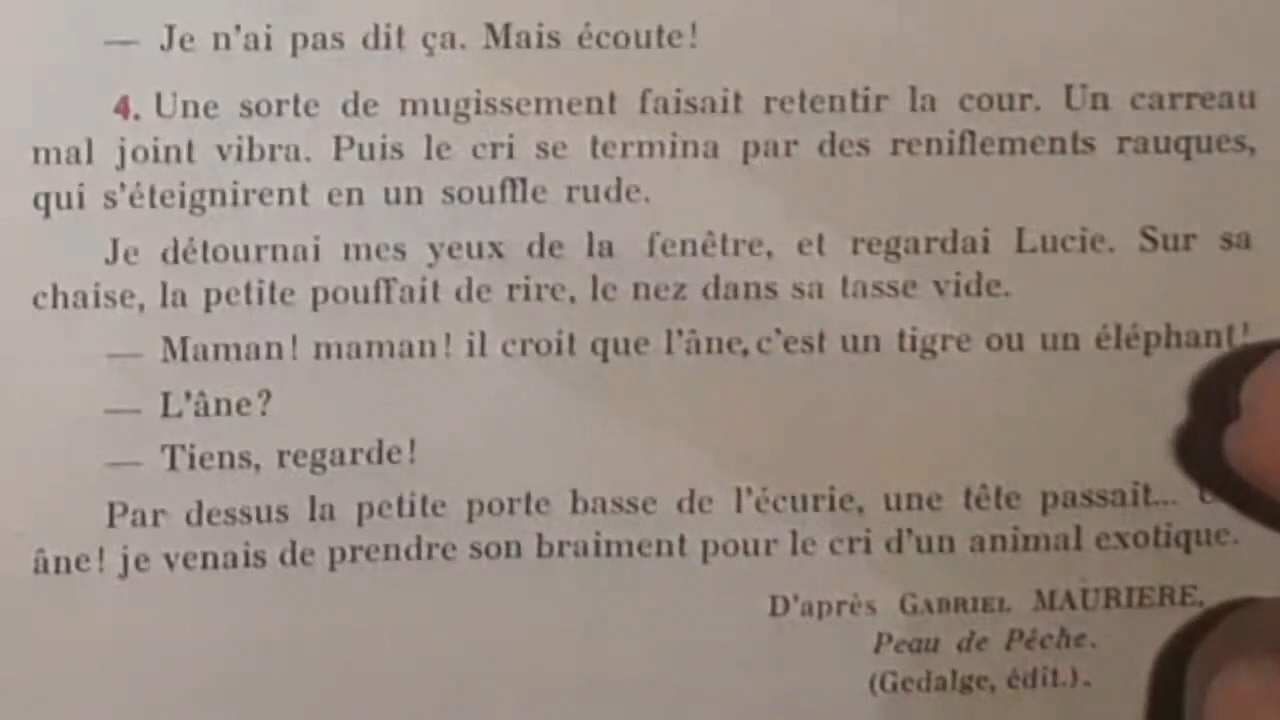 — Je n'ai pas dit ça. Mais écoute!
4. Une sorte de mugissement faisait retentir la cour. Un carreau
mal joint vibra. Puis le cri se termina par des reniflements rauques,
qui s'éteignirent en un souffle rude.
Je détournai mes yeux de la fenêtre, et regardai Lucie. Sur sa
chaise, la petite pouffait de rire, le nez dans sa tasse vide.
— Maman! maman! il croit que l'âne, c'est un tigre ou un éléphant!
— L'âne?
— Tiens, regarde!
Par dessus la petite porte basse de l'écurie, une tête passait...
âne! je venais de prendre son braiment pour le cri d'un animal exotique.
D'après GABRIEL MAURIERE,
Peau de Pêche.
(Gedalge, édit.).